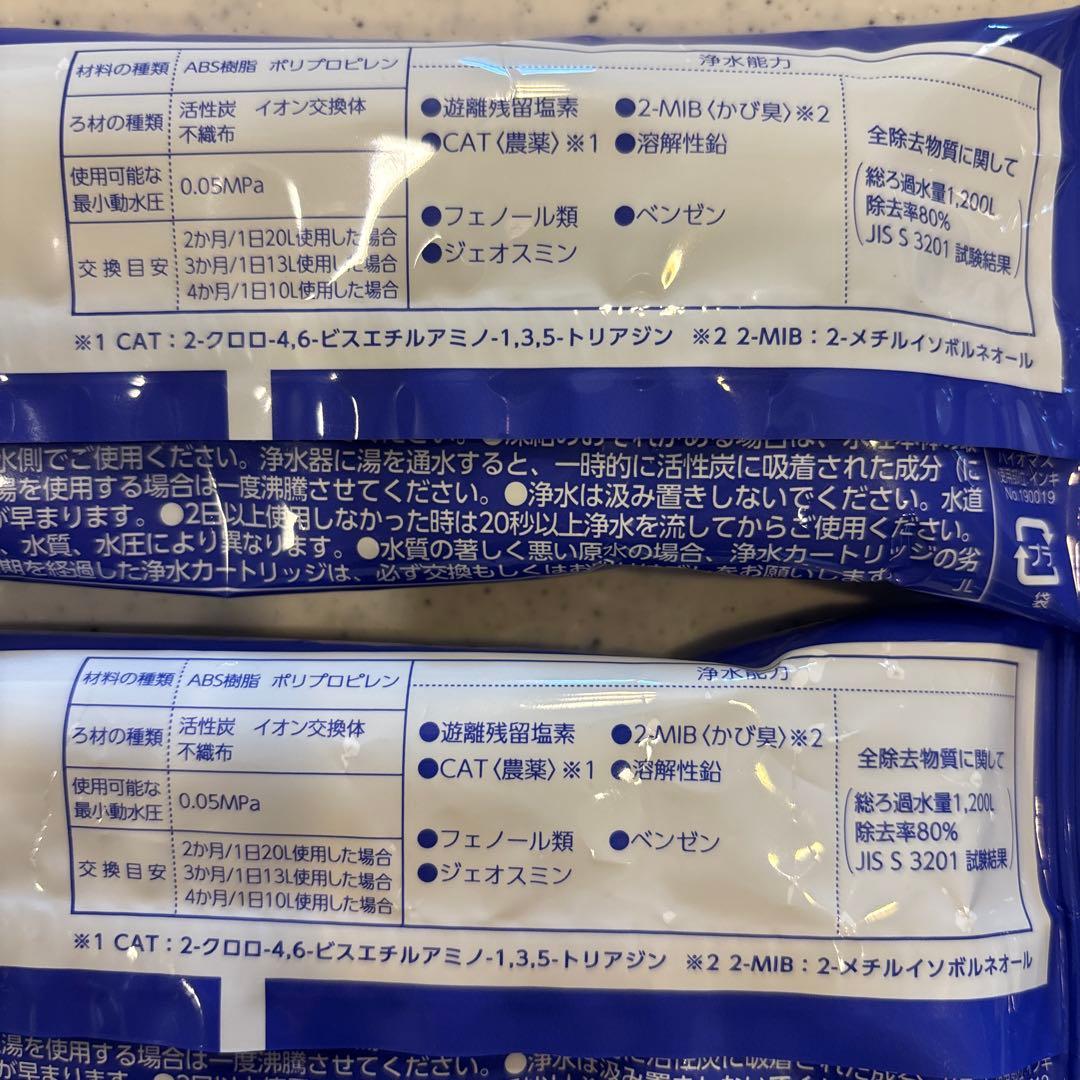 材料の種類 ABS樹脂 ポリプロピレン
ろ材の種類 活性炭 イオン交換体
不織布
使用可能な
最小動水圧 0.05MPa
交換目安 2か月/1日20L使用した場合
3か月/1日13L使用した場合
4か月/1日10L使用した場合
浄水能力
●遊離残留塩素 ●2-MIB〈かび臭〉※2
●CAT〈農薬〉※1 ●溶解性鉛
●フェノール類 ●ベンゼン
●ジェオスミン
全除去物質に関して
(総ろ過水量1,200L
除去率80%
JIS S 3201 試験結果)
※1 CAT:2-クロロ-4,6-ビスエチルアミノ-1,3,5-トリアジン ※2 2-MIB:2-メチルイソボルネオール
水側でご使用ください。浄水器に湯を通水すると、一時的に活性炭に吸着された成分(に
湯を使用する場合は一度沸騰させてください。●浄水は汲み置きしないでください。水道
が早まります。●2日以上使用しなかった時は20秒以上浄水を流してからご使用ください。
、水質、水圧により異なります。●水質の著しく悪い原水の場合、浄水カートリッジの劣
期を経過した浄水カートリッジは、必ず交換もしくはお
をお願いします
バイオマス
No.190019
プラ
袋
JL
材料の種類 ABS樹脂 ポリプロピレン
ろ材の種類 活性炭 イオン交換体
不織布
使用可能な
最小動水圧 0.05MPa
交換目安 2か月/1日20L使用した場合
3か月/1日13L使用した場合
4か月/1日10L使用した場合
浄水能力
●遊離残留塩素 ●2-MIB〈かび臭〉※2
●CAT〈農薬〉※1 ●溶解性鉛
●フェノール類 ●ベンゼン
●ジェオスミン
全除去物質に関して
(総ろ過水量1,200L
除去率80%
JIS S 3201 試験結果)
※1 CAT:2-クロロ-4,6-ビスエチルアミノ-1,3,5-トリアジン ※2 2-MIB:2-メチルイソボルネオール
湯を使用する場合は一度沸騰させてください。●浄水は
が早まります。